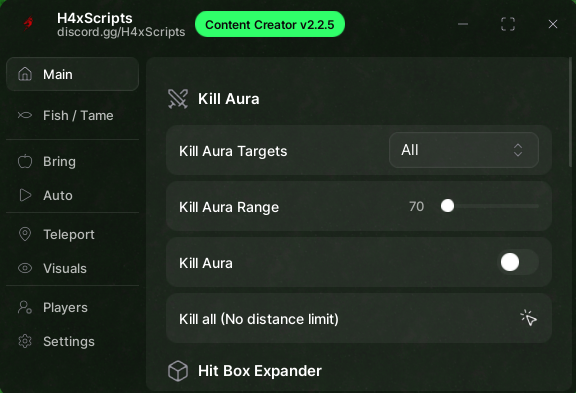 H4xScripts
discord.gg/H4xScripts
Content Creator v2.2.5
Main
Fish / Tame
Bring
Auto
Teleport
Visuals
Players
Settings
Kill Aura
Kill Aura Targets
All
Kill Aura Range
70
Kill Aura
Kill all (No distance limit)
Hit Box Expander